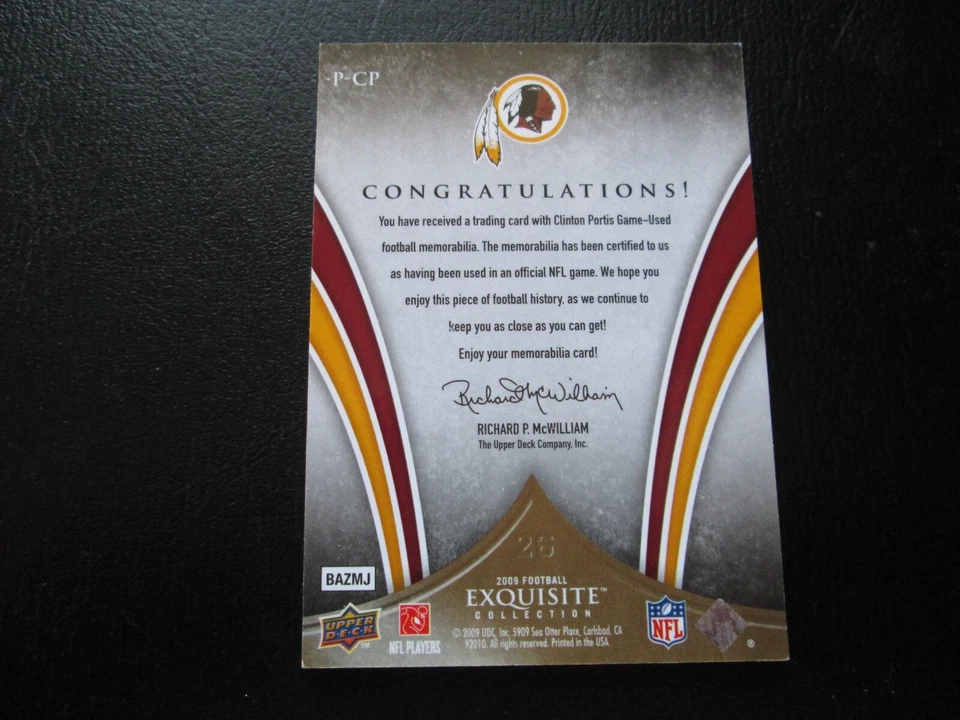 P-CP
CONGRATULATIONS!
You have received a trading card with Clinton Portis Game-Used
football memorabilia. The memorabilia has been certified to us
as having been used in an official NFL game. We hope you
enjoy this piece of football history, as we continue to
keep you as close as you can get!
Enjoy your memorabilia card!
Richard McWilliam
RICHARD P. McWILLIAM
The Upper Deck Company, Inc.
26
BAZMJ
2009 FOOTBALL
EXQUISITE™
COLLECTION
UPPER
DECK™
NFL PLAYERS
© 2009 UDC, Inc. 5909 Sea Otter Place, Carlsbad, CA
92010. All rights reserved. Printed in the USA.
NFL
®